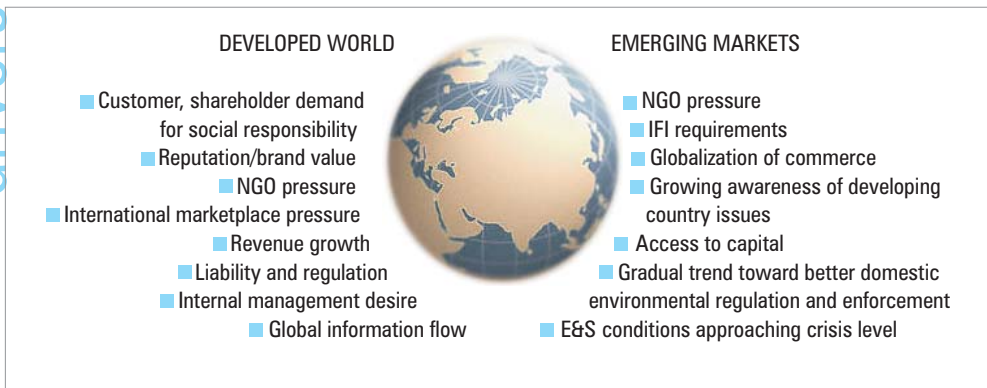 DEVELOPED WORLD
Customer, shareholder demand
for social responsibility
Reputation/brand value
NGO pressure
International marketplace pressure
Revenue growth
Liability and regulation
Internal management desire
Global information flow
EMERGING MARKETS
NGO pressure
IFI requirements
Globalization of commerce
Growing awareness of developing
country issues
Access to capital
Gradual trend toward better domestic
environmental regulation and enforcement
E&S conditions approaching crisis level